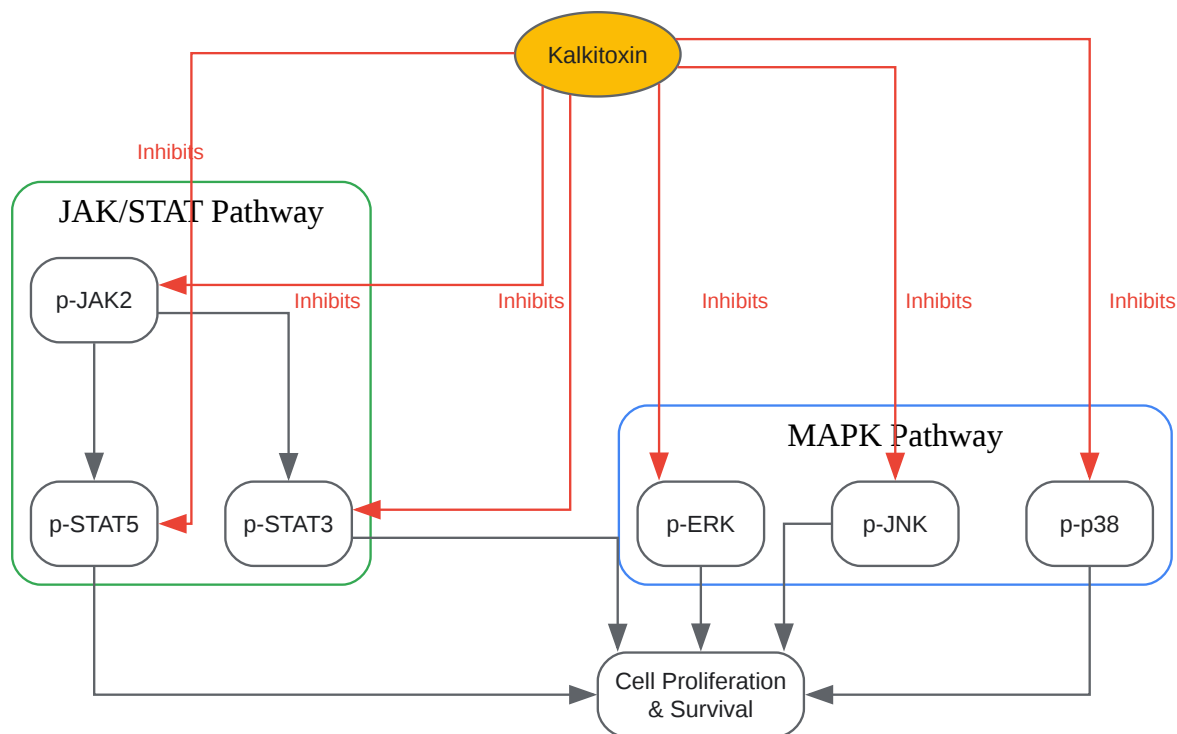 Kalkitoxin
Inhibits
JAK/STAT Pathway
p-JAK2
Inhibits
Inhibits
Inhibits
Inhibits
Inhibits
MAPK Pathway
p-STAT5
p-STAT3
p-ERK
p-JNK
p-p38
Cell Proliferation
& Survival